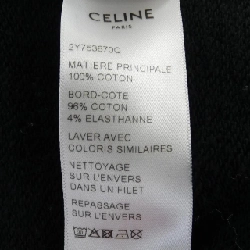 CELINE
PARIS
2Y753670C
MATIERE PRINCIPALE
100% COTON
BORD-COTE
96% COTON
4% ELASTHANNE
LAVER AVEC
COLORIS SIMILAIRES
NETTOYAGE
SUR L'ENVERS
DANS UN FILET
REPASSAGE
SUR L'ENVERS